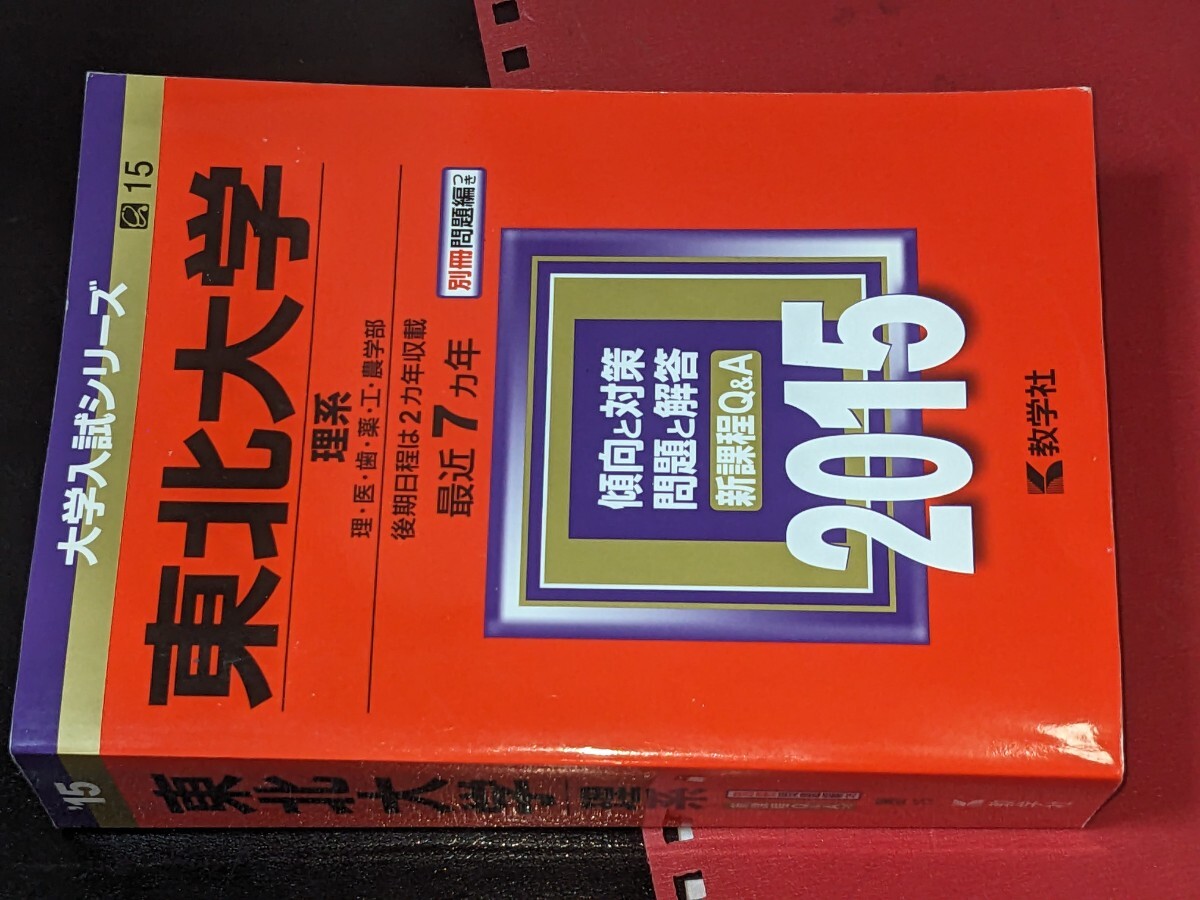 大学入試シリーズ
15
東北大学
理系
理・医・歯・薬・工・農学部
後期日程は2カ年収載
最近7カ年
別冊問題編つき
傾向と対策
問題と解答
新課程Q&A
2015
教学社
'15
東北大学
理系
教学社